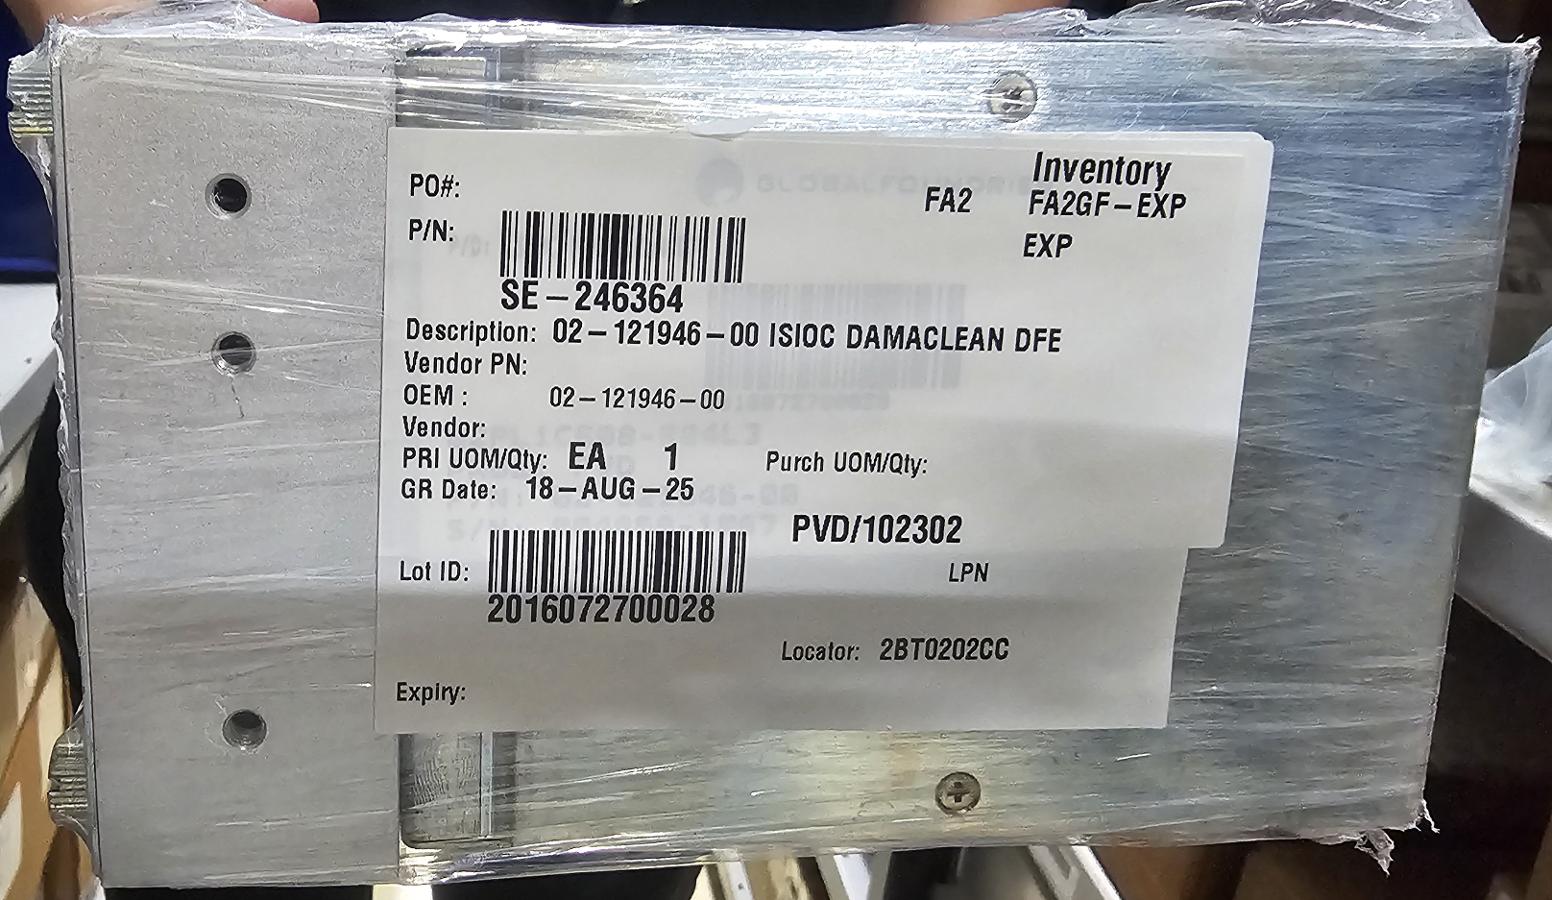 Inventory
PO#:
FA2 FA2GF-EXP
P/N:
EXP
SE-246364
Description: 02-121946-00 ISIOC DAMACLEAN DFE
Vendor PN:
OEM : 02-121946-00
Vendor:
PRI UOM/Qty: EA 1 Purch UOM/Qty:
GR Date: 18-AUG-25
PVD/102302
Lot ID:
LPN
2016072700028
Locator: 2BT0202CC
Expiry:
GLOBALFOUNDRIES